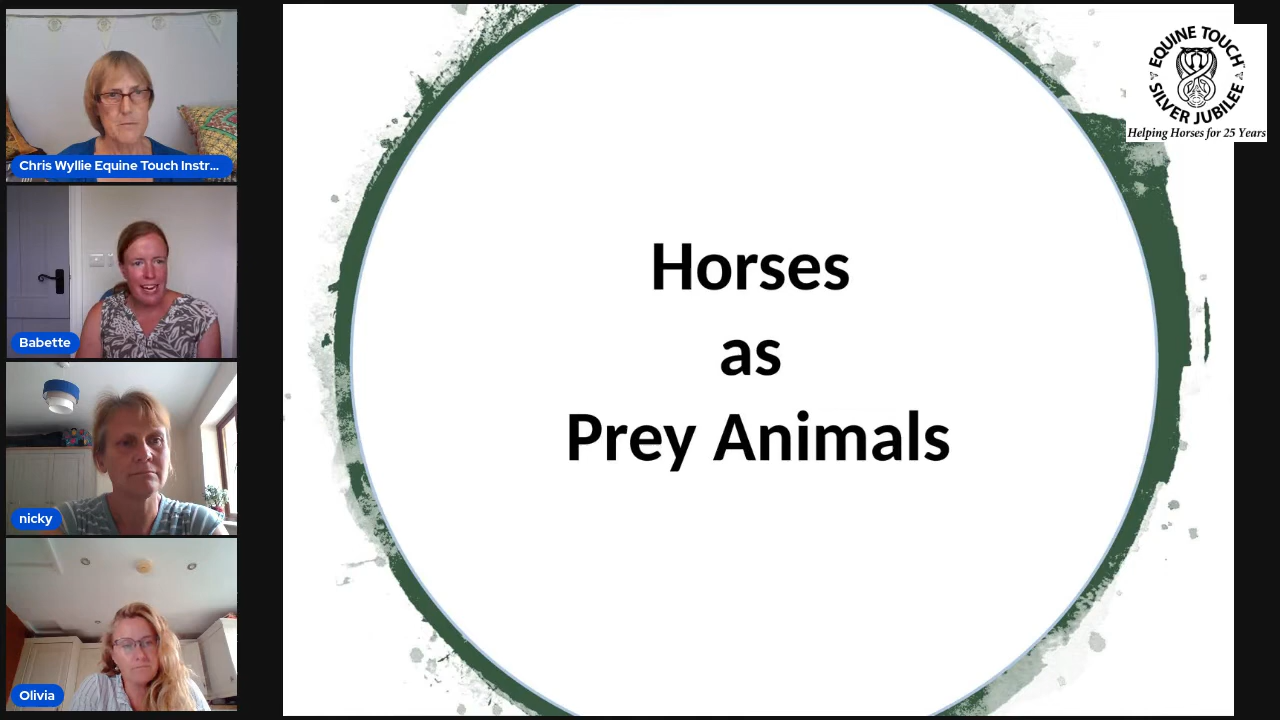 Chris Wyllie Equine Touch Instr...
Babette
nicky
Olivia
Horses
as
Prey Animals
EQUINE TOUCH
SILVER JUBILEE
Helping Horses for 25 Years